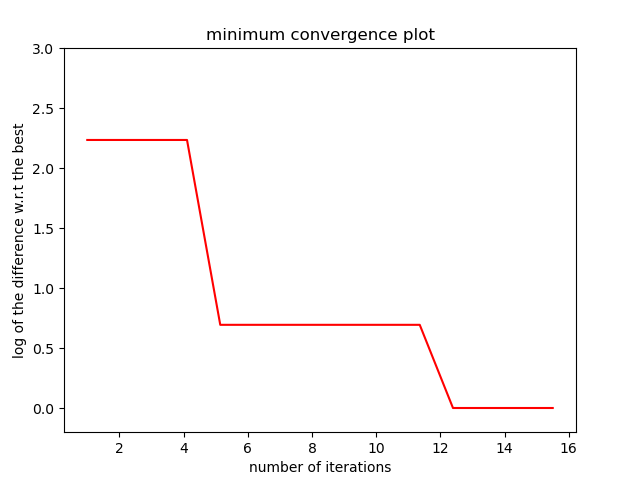 minimum convergence plot
3.0
2.5
2.0
1.5
1.0
0.5
0.0
log of the difference w.r.t the best
2 4 6 8 10 12 14 16
number of iterations